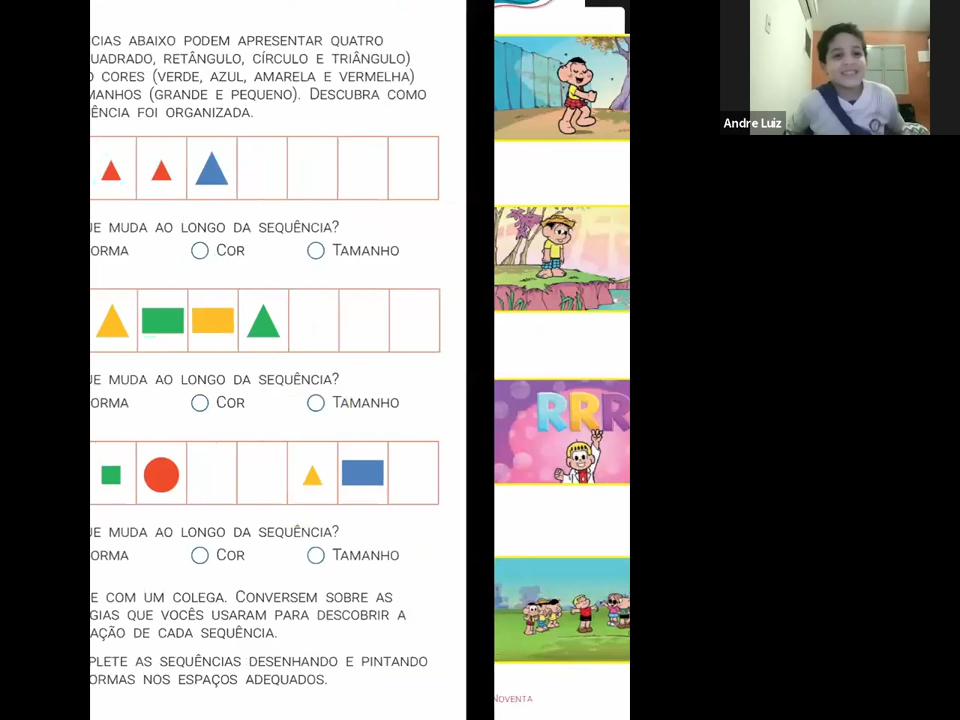 CIAS ABAIXO PODEM APRESENTAR QUATRO
UADRADO, RETÂNGULO, CÍRCULO E TRIÂNGULO)
O CORES (VERDE, AZUL, AMARELA E VERMELHA)
MANHOS (GRANDE E PEQUENO). DESCUBRA COMO
ÊNCIA FOI ORGANIZADA.
UE MUDA AO LONGO DA SEQUÊNCIA?
ORMA COR TAMANHO
UE MUDA AO LONGO DA SEQUÊNCIA?
ORMA COR TAMANHO
UE MUDA AO LONGO DA SEQUÊNCIA?
ORMA COR TAMANHO
E COM UM COLEGA. CONVERSEM SOBRE AS
GIAS QUE VOCÊS USARAM PARA DESCOBRIR A
AÇÃO DE CADA SEQUÊNCIA.
PLETE AS SEQUÊNCIAS DESENHANDO E PINTANDO
ORMAS NOS ESPAÇOS ADEQUADOS.
RRR
NOVENTA
Andre Luiz